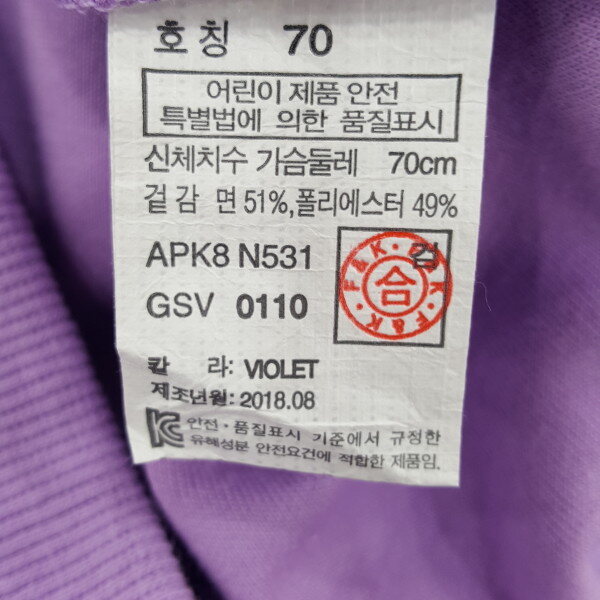 호칭 70
어린이 제품 안전
특별법에 의한 품질표시
신체치수 가슴둘레 70cm
겉감 면 51%,폴리에스터 49%
APK8 N531
검
F&K · F&K · F&K
合
GSV 0110
칼 라: VIOLET
제조년월: 2018.08
KC 안전·품질표시 기준에서 규정한
유해성분 안전요건에 적합한 제품임.